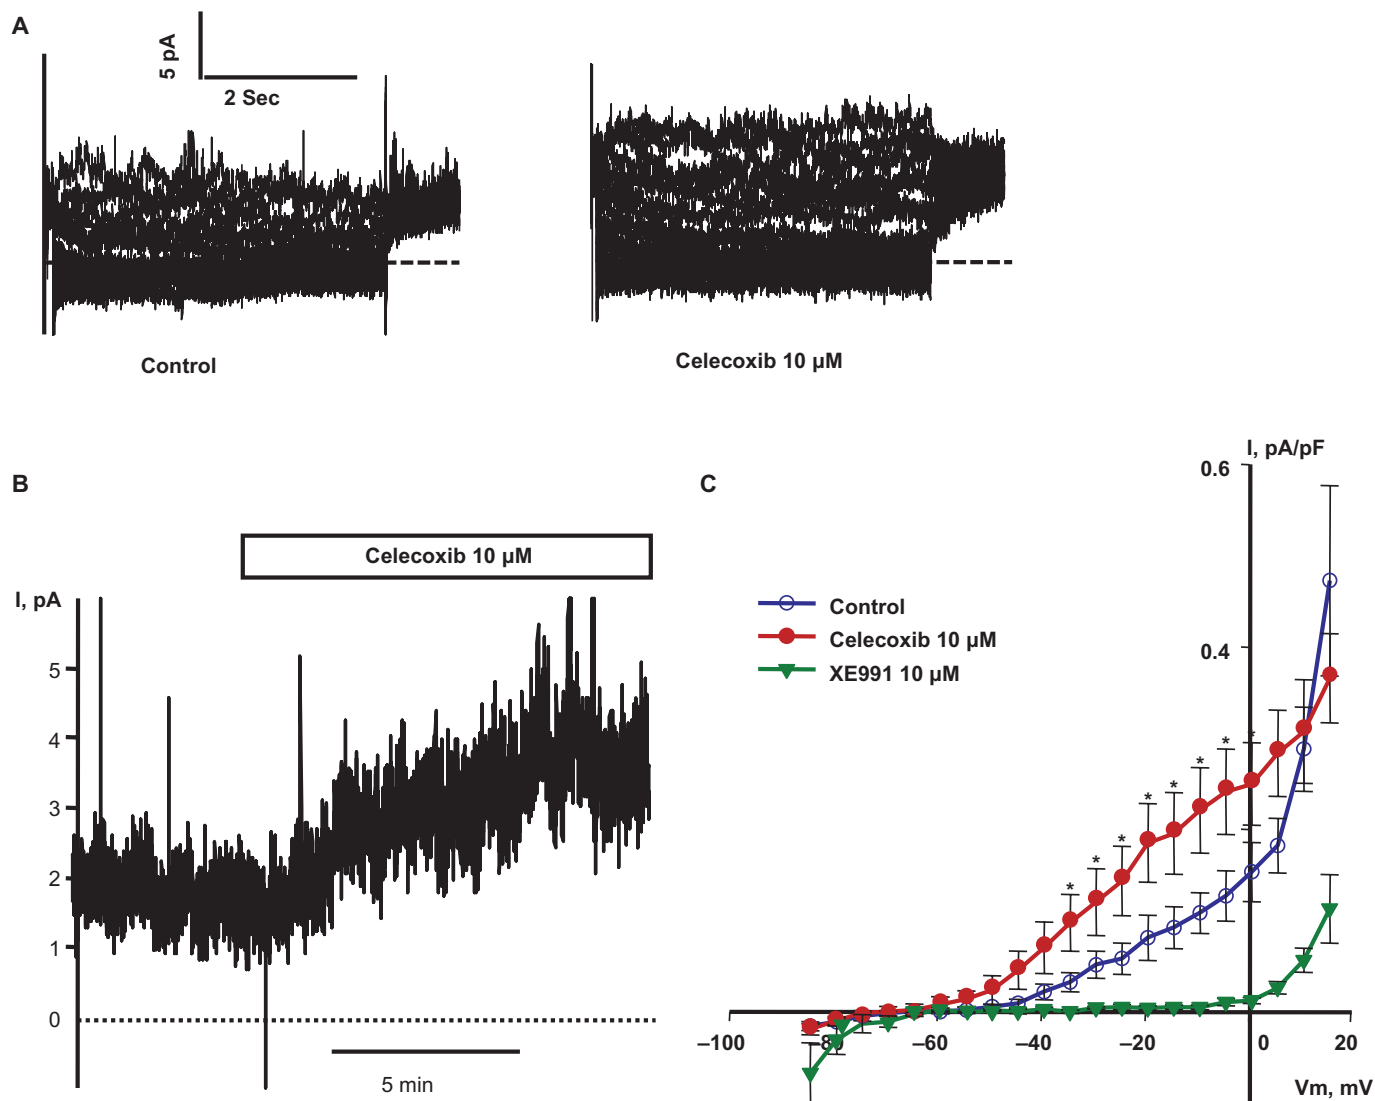 A
5 pA
2 Sec
Control
Celecoxib 10 µM
B
Celecoxib 10 µM
I, pA
5
4
3
2
1
0
5 min
C
I, pA/pF
0.6
0.4
Control
Celecoxib 10 µM
XE991 10 µM
* * * * * * * *
–100 –80 –60 –40 –20 0 20
Vm, mV